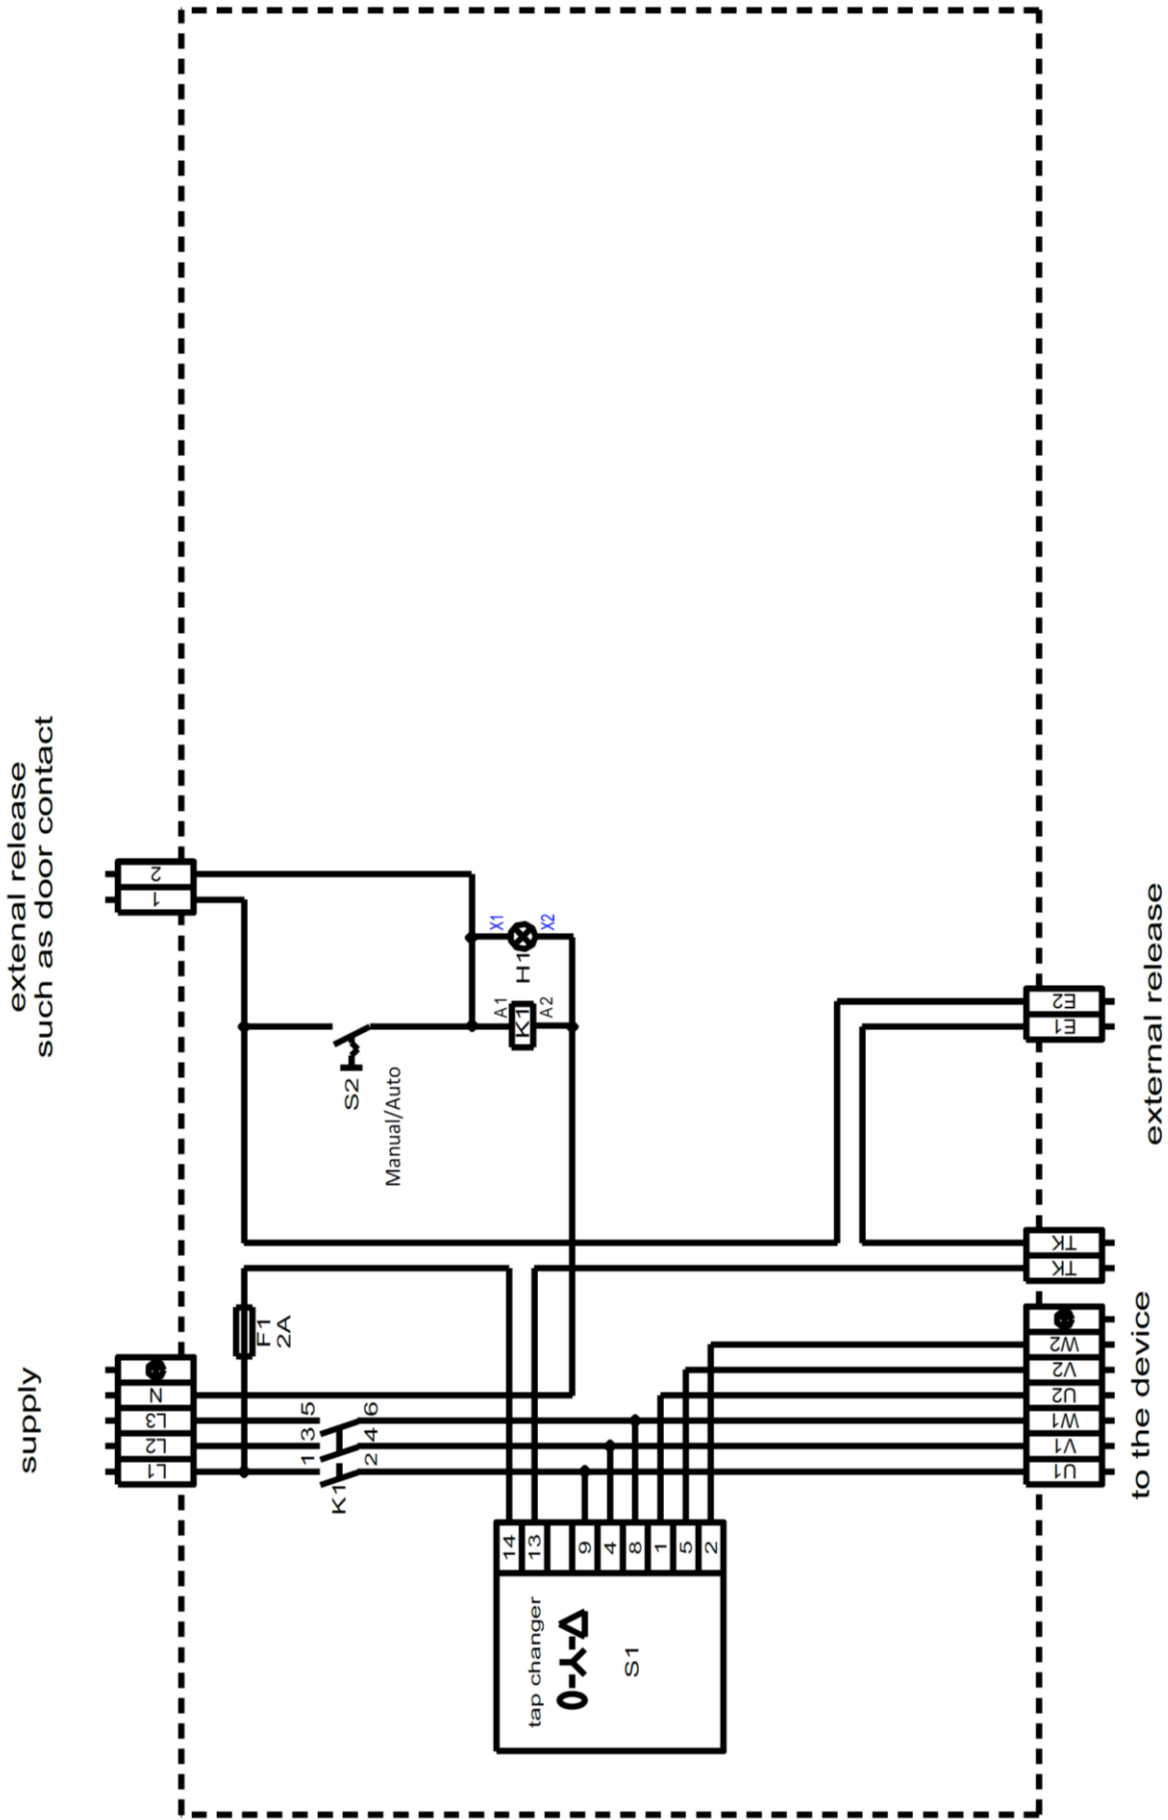 extenal release
such as door contact
supply
2
1
N
L3
L2
L1
F1
2A
S2
Manual/Auto
X1
X2
H1
A1
A2
K1
5
3
1
6
4
2
K1
14
13
9
4
8
1
5
2
tap changer
0-Y-Δ
S1
E2
E1
external release
TK
TK
W2
V2
U2
W1
V1
U1
to the device